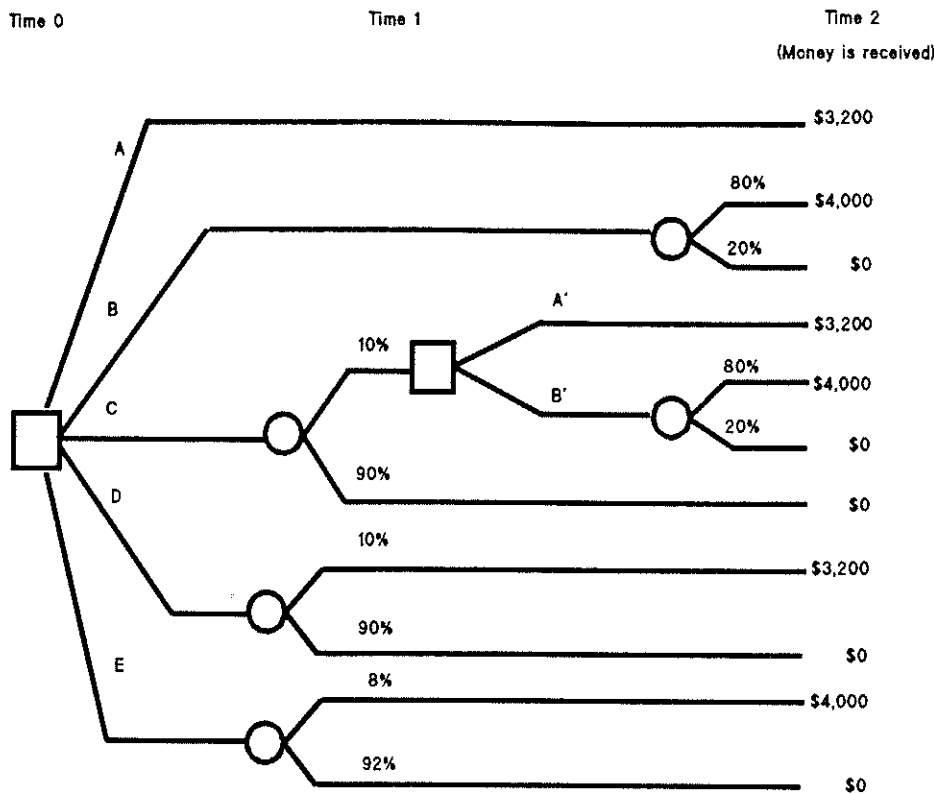 Time 0 Time 1 Time 2
(Money is received)
A $3,200
80% $4,000
B 20% $0
A′ $3,200
10%
80% $4,000
C B′ 20% $0
90% $0
D 10% $3,200
90% $0
E 8% $4,000
92% $0